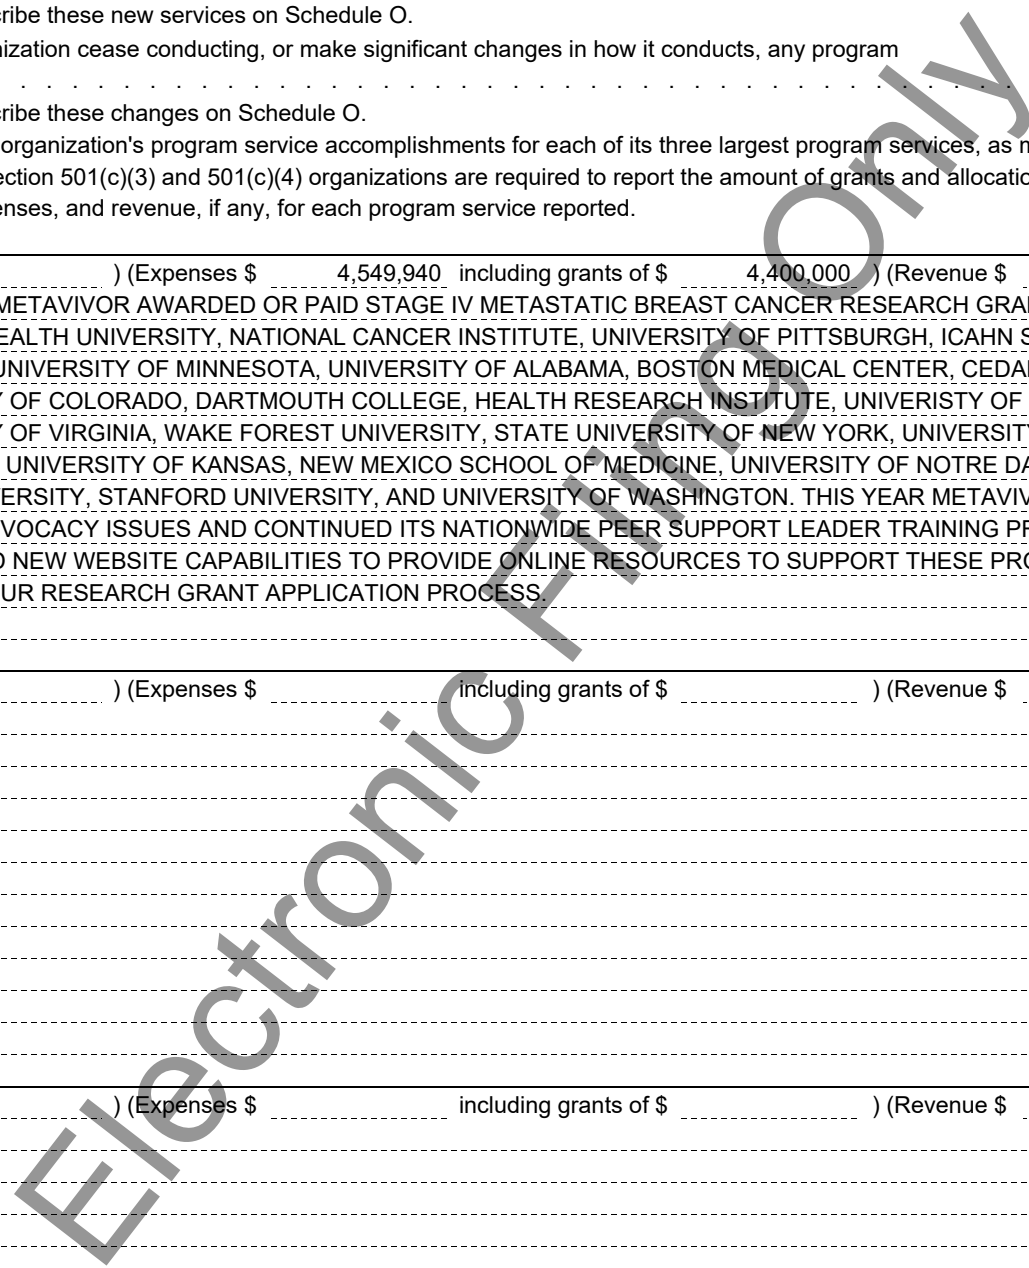 cribe these new services on Schedule O.
nization cease conducting, or make significant changes in how it conducts, any program
. . . . . . . . . . . . . . . . . . . . . . . . . . . . . . . . . . . . . . .
cribe these changes on Schedule O.
organization's program service accomplishments for each of its three largest program services, as m
ection 501(c)(3) and 501(c)(4) organizations are required to report the amount of grants and allocatio
enses, and revenue, if any, for each program service reported.
) (Expenses $ 4,549,940 including grants of $ 4,400,000 ) (Revenue $
METAVIVOR AWARDED OR PAID STAGE IV METASTATIC BREAST CANCER RESEARCH GRAN
EALTH UNIVERSITY, NATIONAL CANCER INSTITUTE, UNIVERSITY OF PITTSBURGH, ICAHN S
UNIVERSITY OF MINNESOTA, UNIVERSITY OF ALABAMA, BOSTON MEDICAL CENTER, CEDAR
Y OF COLORADO, DARTMOUTH COLLEGE, HEALTH RESEARCH INSTITUTE, UNIVERISTY OF
Y OF VIRGINIA, WAKE FOREST UNIVERSITY, STATE UNIVERSITY OF NEW YORK, UNIVERSITY
UNIVERSITY OF KANSAS, NEW MEXICO SCHOOL OF MEDICINE, UNIVERSITY OF NOTRE DA
ERSITY, STANFORD UNIVERSITY, AND UNIVERSITY OF WASHINGTON. THIS YEAR METAVIV
VOCACY ISSUES AND CONTINUED ITS NATIONWIDE PEER SUPPORT LEADER TRAINING PR
D NEW WEBSITE CAPABILITIES TO PROVIDE ONLINE RESOURCES TO SUPPORT THESE PRO
UR RESEARCH GRANT APPLICATION PROCESS.
) (Expenses $ including grants of $ ) (Revenue $
) (Expenses $ including grants of $ ) (Revenue $
Electronic Filing Only